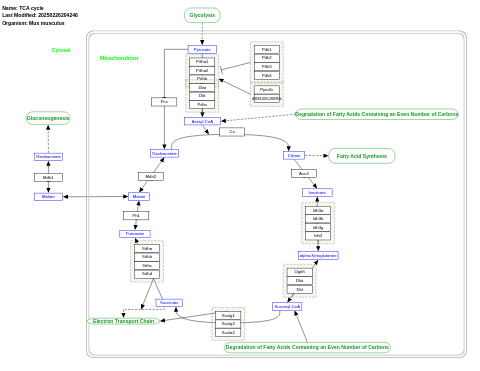 Name: TCA cycle
Last Modified: 20250226204246
Organism: Mus musculus
Glycolysis
Cytosol
Mitochondrion
Pyruvate
Pdha1
Pdha2
Pdhb
Dlat
Dld
Pdhx
Pdk1
Pdk2
Pdk3
Pdk4
Ppm2c
Pcx
Acetyl-CoA
Degradation of Fatty Acids Containing an Even Number of Carbons
Gluconeogenesis
Cs
Oxaloacetate
Oxaloacetate
Citrate
Fatty Acid Synthesis
Mdh1
Mdh2
Aco2
Malate
Malate
Isocitrate
Fh1
Idh3a
Idh3b
Idh3g
Idh2
Fumarate
Sdha
Sdhb
Sdhc
Sdhd
alpha-Ketoglutarate
Ogdh
Dlst
Dld
Succinate
Succinyl-CoA
Electron Transport Chain
Suclg1
Suclg2
Sucla2
Degradation of Fatty Acids Containing an Even Number of Carbons